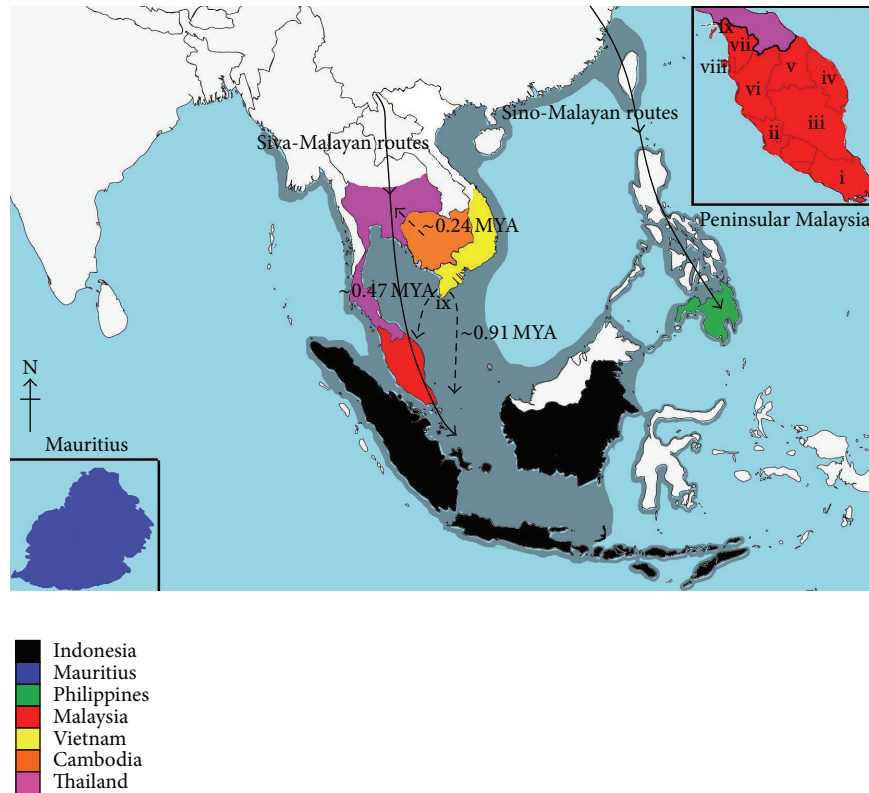 ix
vii
viii
v
iv
vi
iii
ii
i
Sino-Malayan routes
Siva-Malayan routes
Peninsular Malaysia
~0.24 MYA
~0.47 MYA
ix
~0.91 MYA
N
Mauritius
Indonesia
Mauritius
Philippines
Malaysia
Vietnam
Cambodia
Thailand